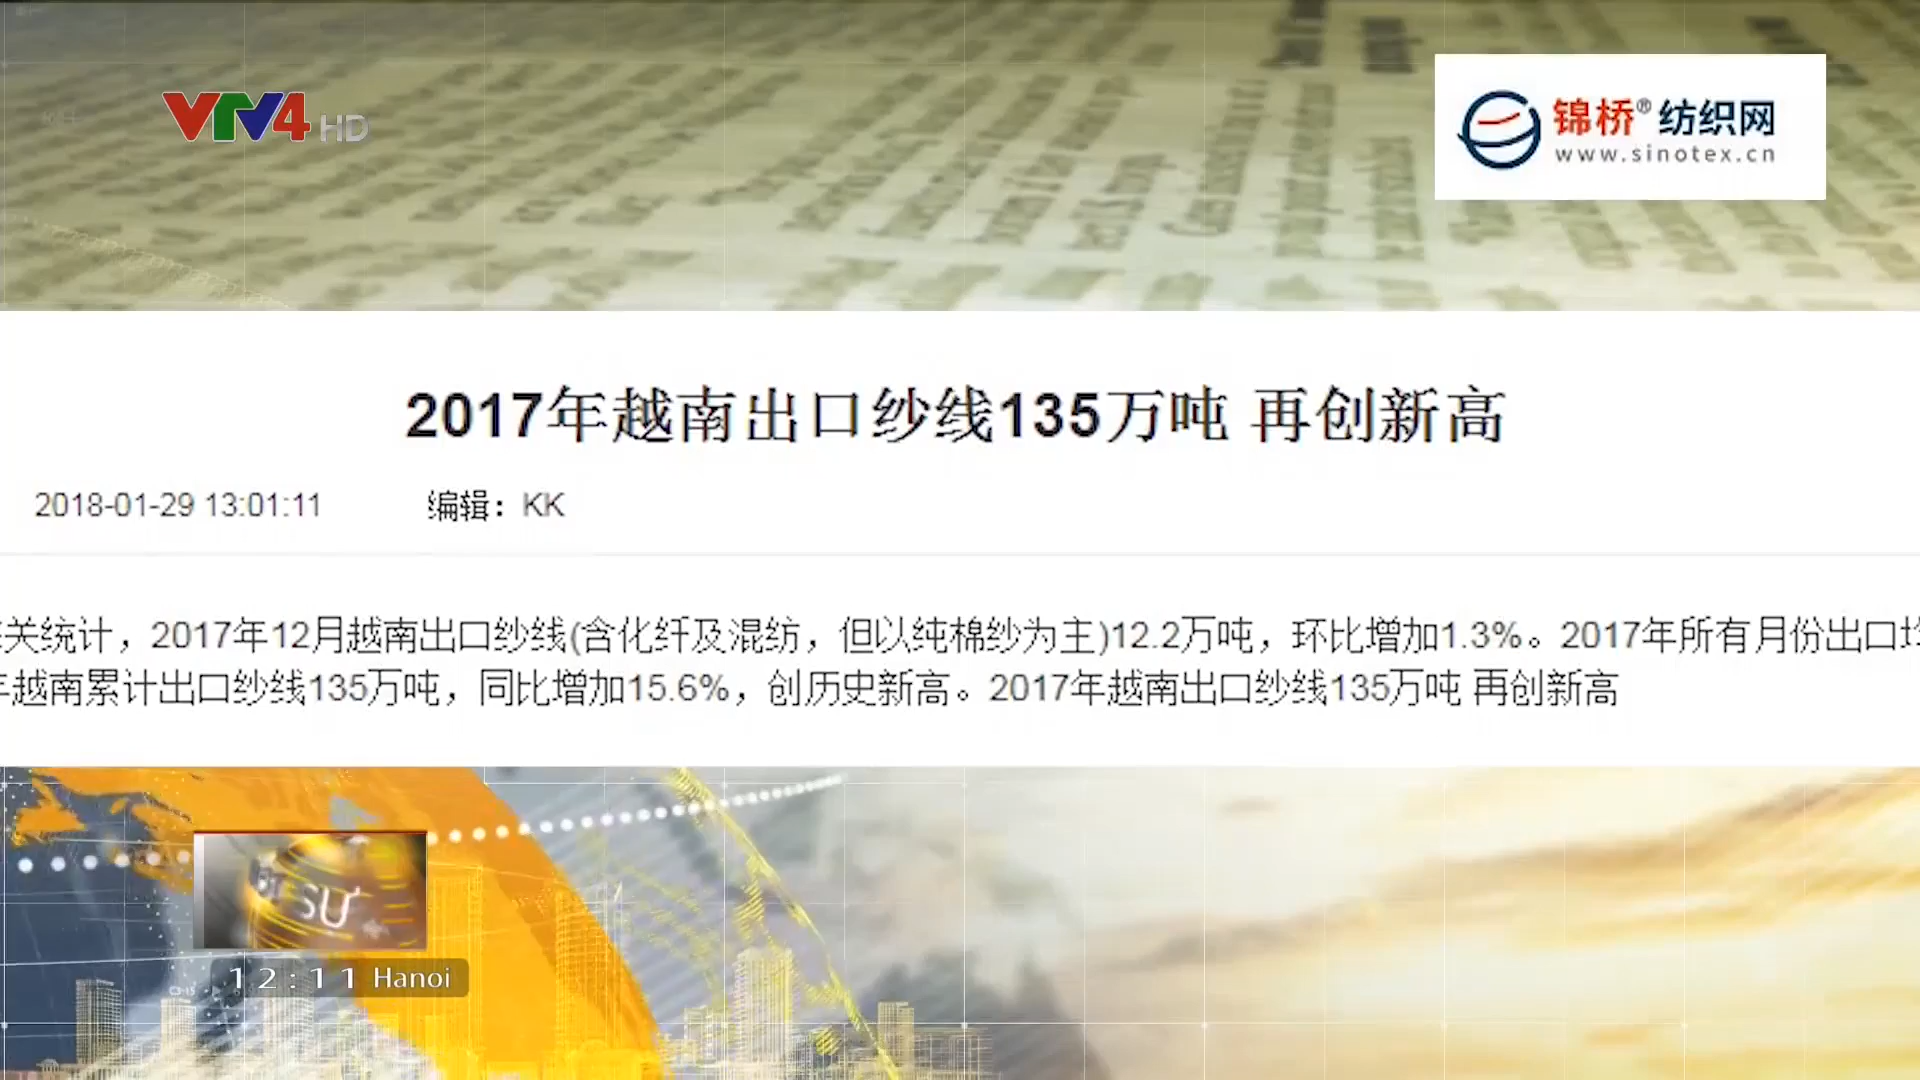 VTV4 HD
锦桥® 纺织网
www.sinotex.cn
2017年越南出口纱线135万吨 再创新高
2018-01-29 13:01:11 编辑：KK
关统计，2017年12月越南出口纱线(含化纤及混纺，但以纯棉纱为主)12.2万吨，环比增加1.3%。2017年所有月份出口
越南累计出口纱线135万吨，同比增加15.6%，创历史新高。2017年越南出口纱线135万吨 再创新高
SỰ
12:11 Hanoi